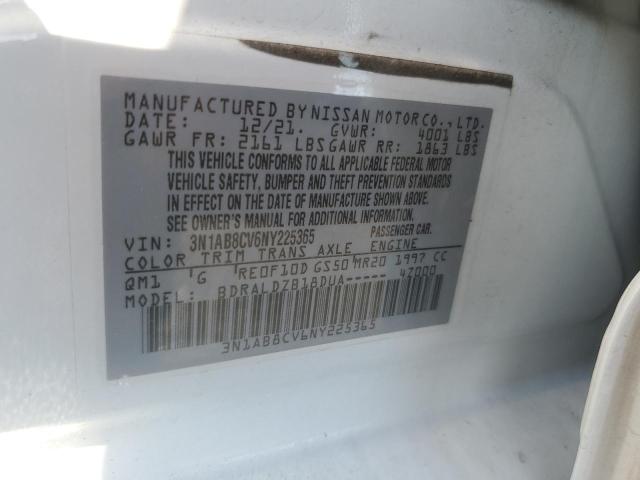 MANUFACTURED BY NISSAN MOTOR CO., LTD.
DATE: 12/21. GVWR: 4001 LBS
GAWR FR: 2161 LBS GAWR RR: 1863 LBS
THIS VEHICLE CONFORMS TO ALL APPLICABLE FEDERAL MOTOR
VEHICLE SAFETY, BUMPER AND THEFT PREVENTION STANDARDS
IN EFFECT ON THE DATE OF MANUFACTURE SHOWN ABOVE.
SEE OWNER'S MANUAL FOR ADDITIONAL INFORMATION.
VIN: 3N1AB8CV6NY225365 PASSENGER CAR.
COLOR TRIM TRANS AXLE ENGINE
QM1 G RE0F10D GS50 MR20 1997 CC
MODEL: BDRALDZB18DUA----- 4Z000
3N1AB8CV6NY225365